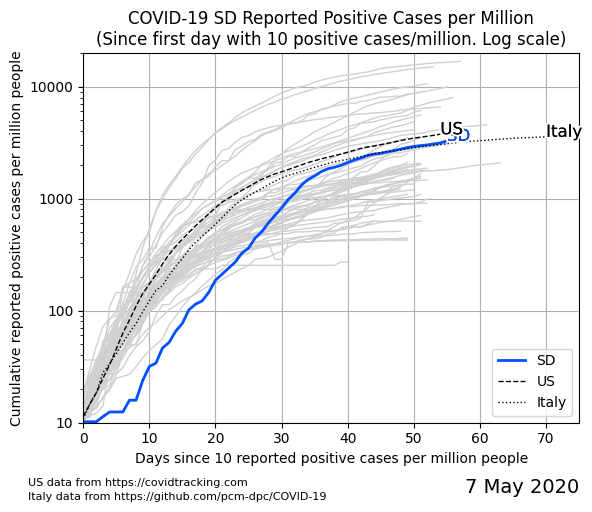 COVID-19 SD Reported Positive Cases per Million
(Since first day with 10 positive cases/million. Log scale)
Cumulative reported positive cases per million people
10000
1000
100
10
US
SD
Italy
SD
US
Italy
0 10 20 30 40 50 60 70
Days since 10 reported positive cases per million people
US data from https://covidtracking.com
Italy data from https://github.com/pcm-dpc/COVID-19
7 May 2020